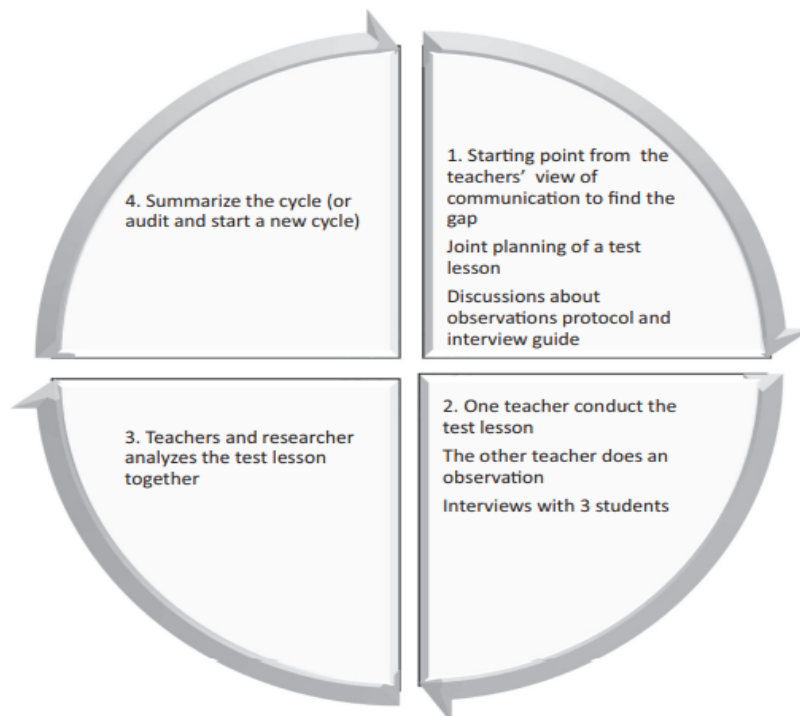 1. Starting point from the
teachers' view of
communication to find the
gap
Joint planning of a test
lesson
Discussions about
observations protocol and
interview guide
2. One teacher conduct the
test lesson
The other teacher does an
observation
Interviews with 3 students
3. Teachers and researcher
analyzes the test lesson
together
4. Summarize the cycle (or
audit and start a new cycle)